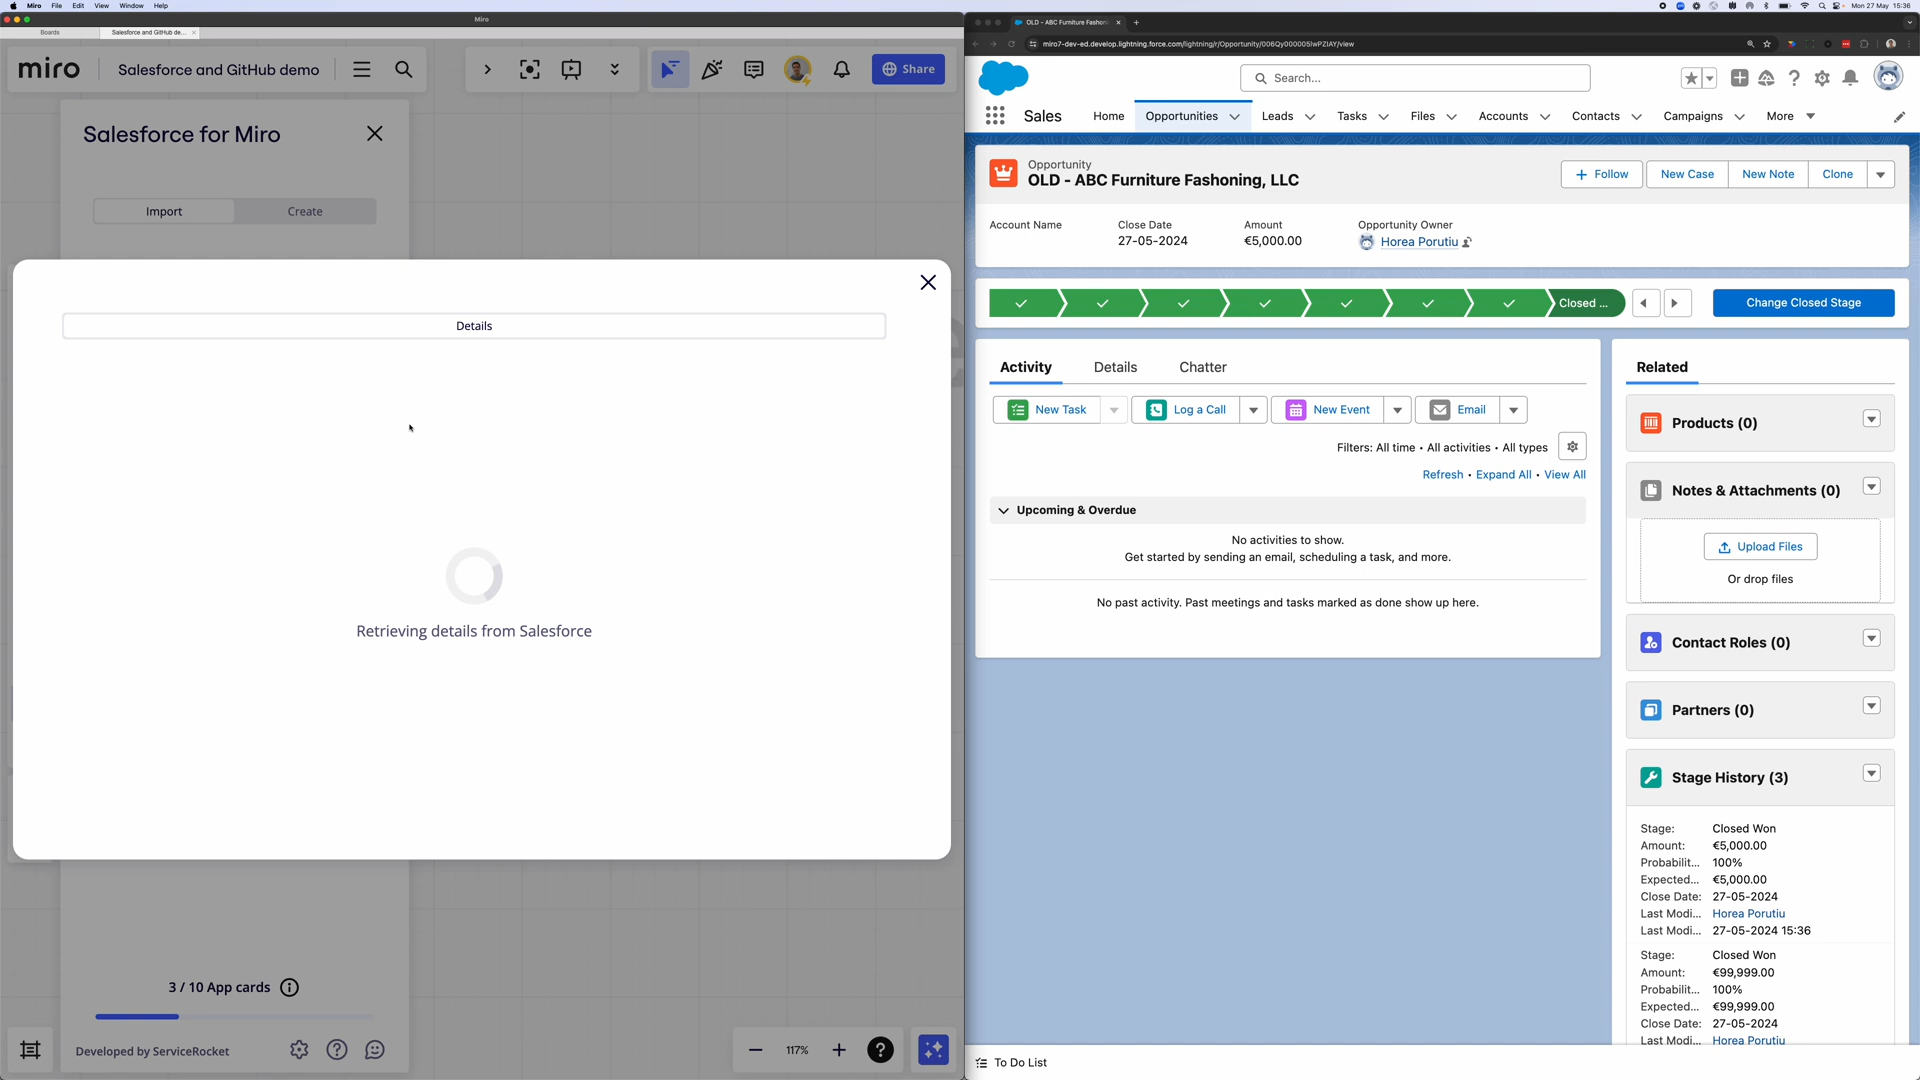 Miro File Edit View Window Help
Mon 27 May 15:36
Miro
Boards
Salesforce and GitHub de...
miro
Salesforce and GitHub demo
Share
Salesforce for Miro
Import
Create
Details
Retrieving details from Salesforce
3 / 10 App cards
Developed by ServiceRocket
117%
OLD - ABC Furniture Fashon
miro7-dev-ed.develop.lightning.force.com/lightning/r/Opportunity/006Qy000005iwPZIAY/view
Search...
Sales
Home
Opportunities
Leads
Tasks
Files
Accounts
Contacts
Campaigns
More
Opportunity
OLD - ABC Furniture Fashoning, LLC
Follow
New Case
New Note
Clone
Account Name
Close Date
27-05-2024
Amount
€5,000.00
Opportunity Owner
Horea Porutiu
Closed ...
Change Closed Stage
Activity
Details
Chatter
New Task
Log a Call
New Event
Email
Filters: All time • All activities • All types
Refresh • Expand All • View All
Upcoming & Overdue
No activities to show.
Get started by sending an email, scheduling a task, and more.
No past activity. Past meetings and tasks marked as done show up here.
Related
Products (0)
Notes & Attachments (0)
Upload Files
Or drop files
Contact Roles (0)
Partners (0)
Stage History (3)
Stage: Closed Won
Amount: €5,000.00
Probabilit... 100%
Expected... €5,000.00
Close Date: 27-05-2024
Last Modi... Horea Porutiu
Last Modi... 27-05-2024 15:36
Stage: Closed Won
Amount: €99,999.00
Probabilit... 100%
Expected... €99,999.00
Close Date: 27-05-2024
Last Modi... Horea Porutiu
To Do List